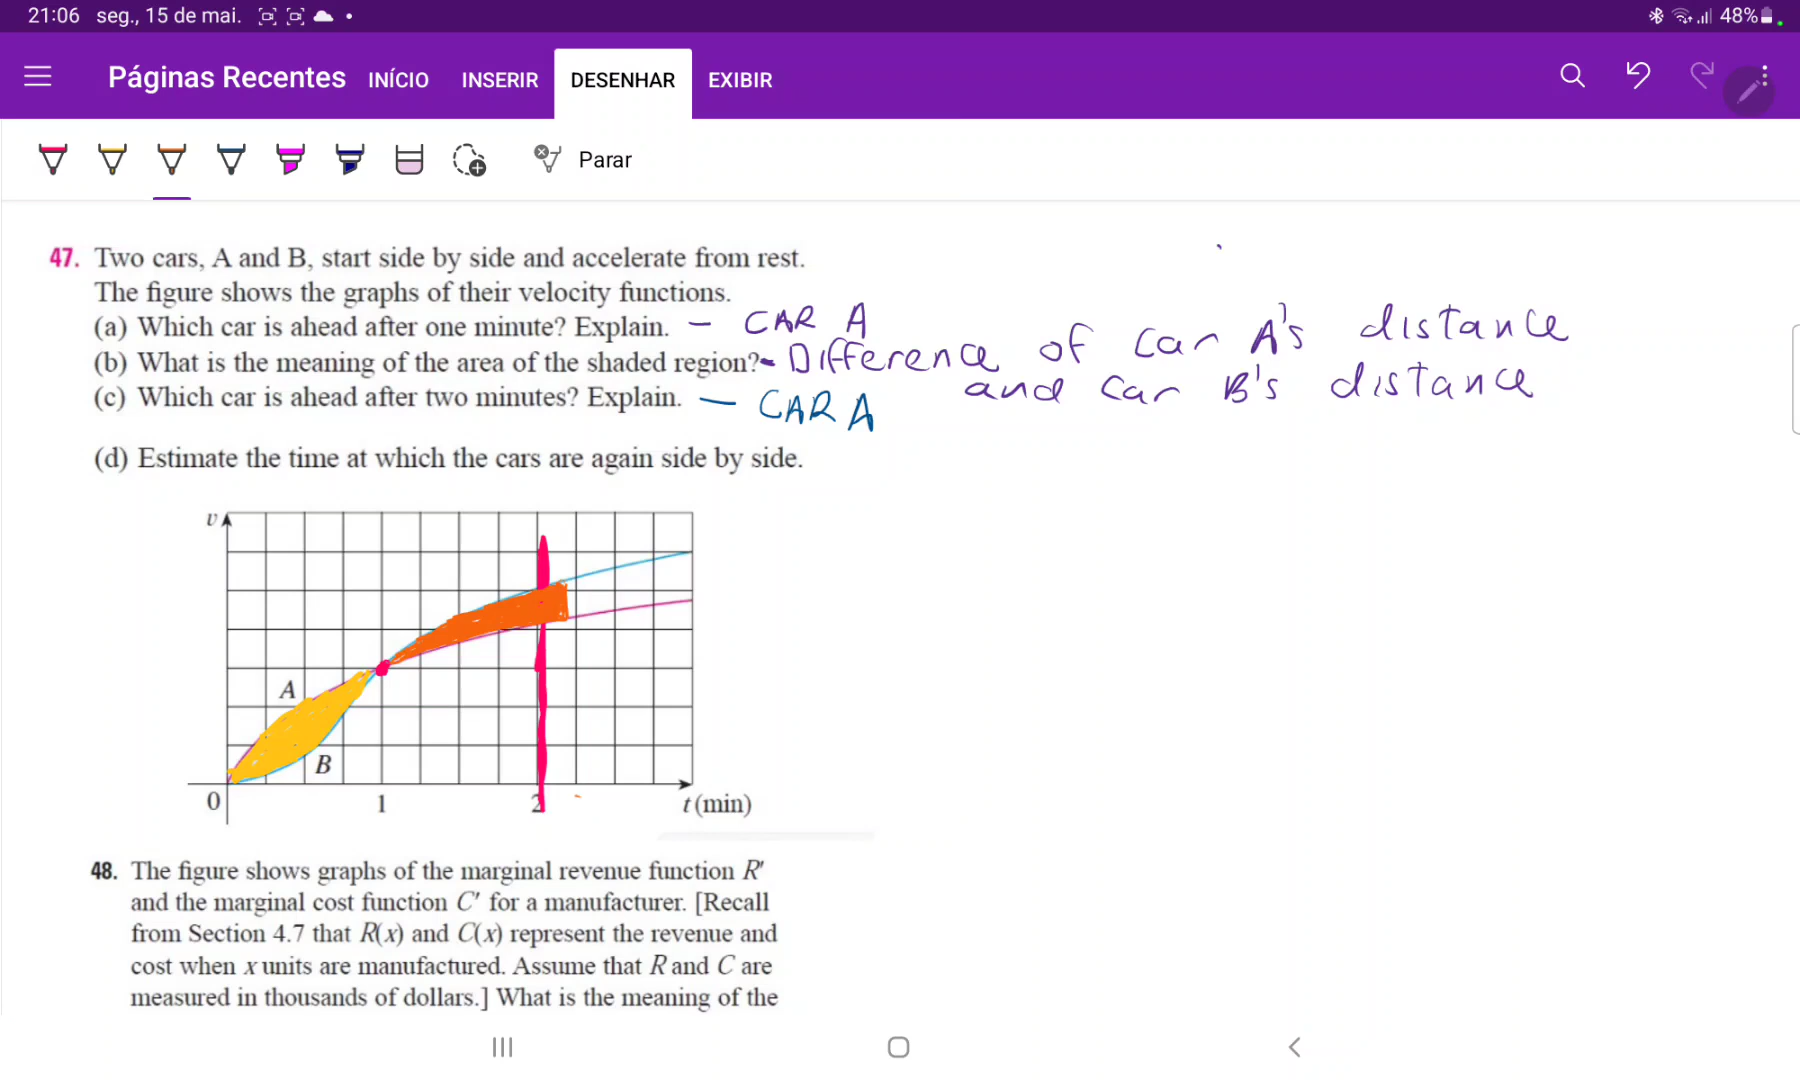 21:06 seg., 15 de mai.
48%
Páginas Recentes INÍCIO INSERIR DESENHAR EXIBIR
Parar
47. Two cars, A and B, start side by side and accelerate from rest.
The figure shows the graphs of their velocity functions.
(a) Which car is ahead after one minute? Explain. — CAR A
(b) What is the meaning of the area of the shaded region? - Difference of car A's distance
and car B's distance
(c) Which car is ahead after two minutes? Explain. — CAR A
(d) Estimate the time at which the cars are again side by side.
v
A
B
0 1 2 t (min)
48. The figure shows graphs of the marginal revenue function R′
and the marginal cost function C′ for a manufacturer. [Recall
from Section 4.7 that R(x) and C(x) represent the revenue and
cost when x units are manufactured. Assume that R and C are
measured in thousands of dollars.] What is the meaning of the